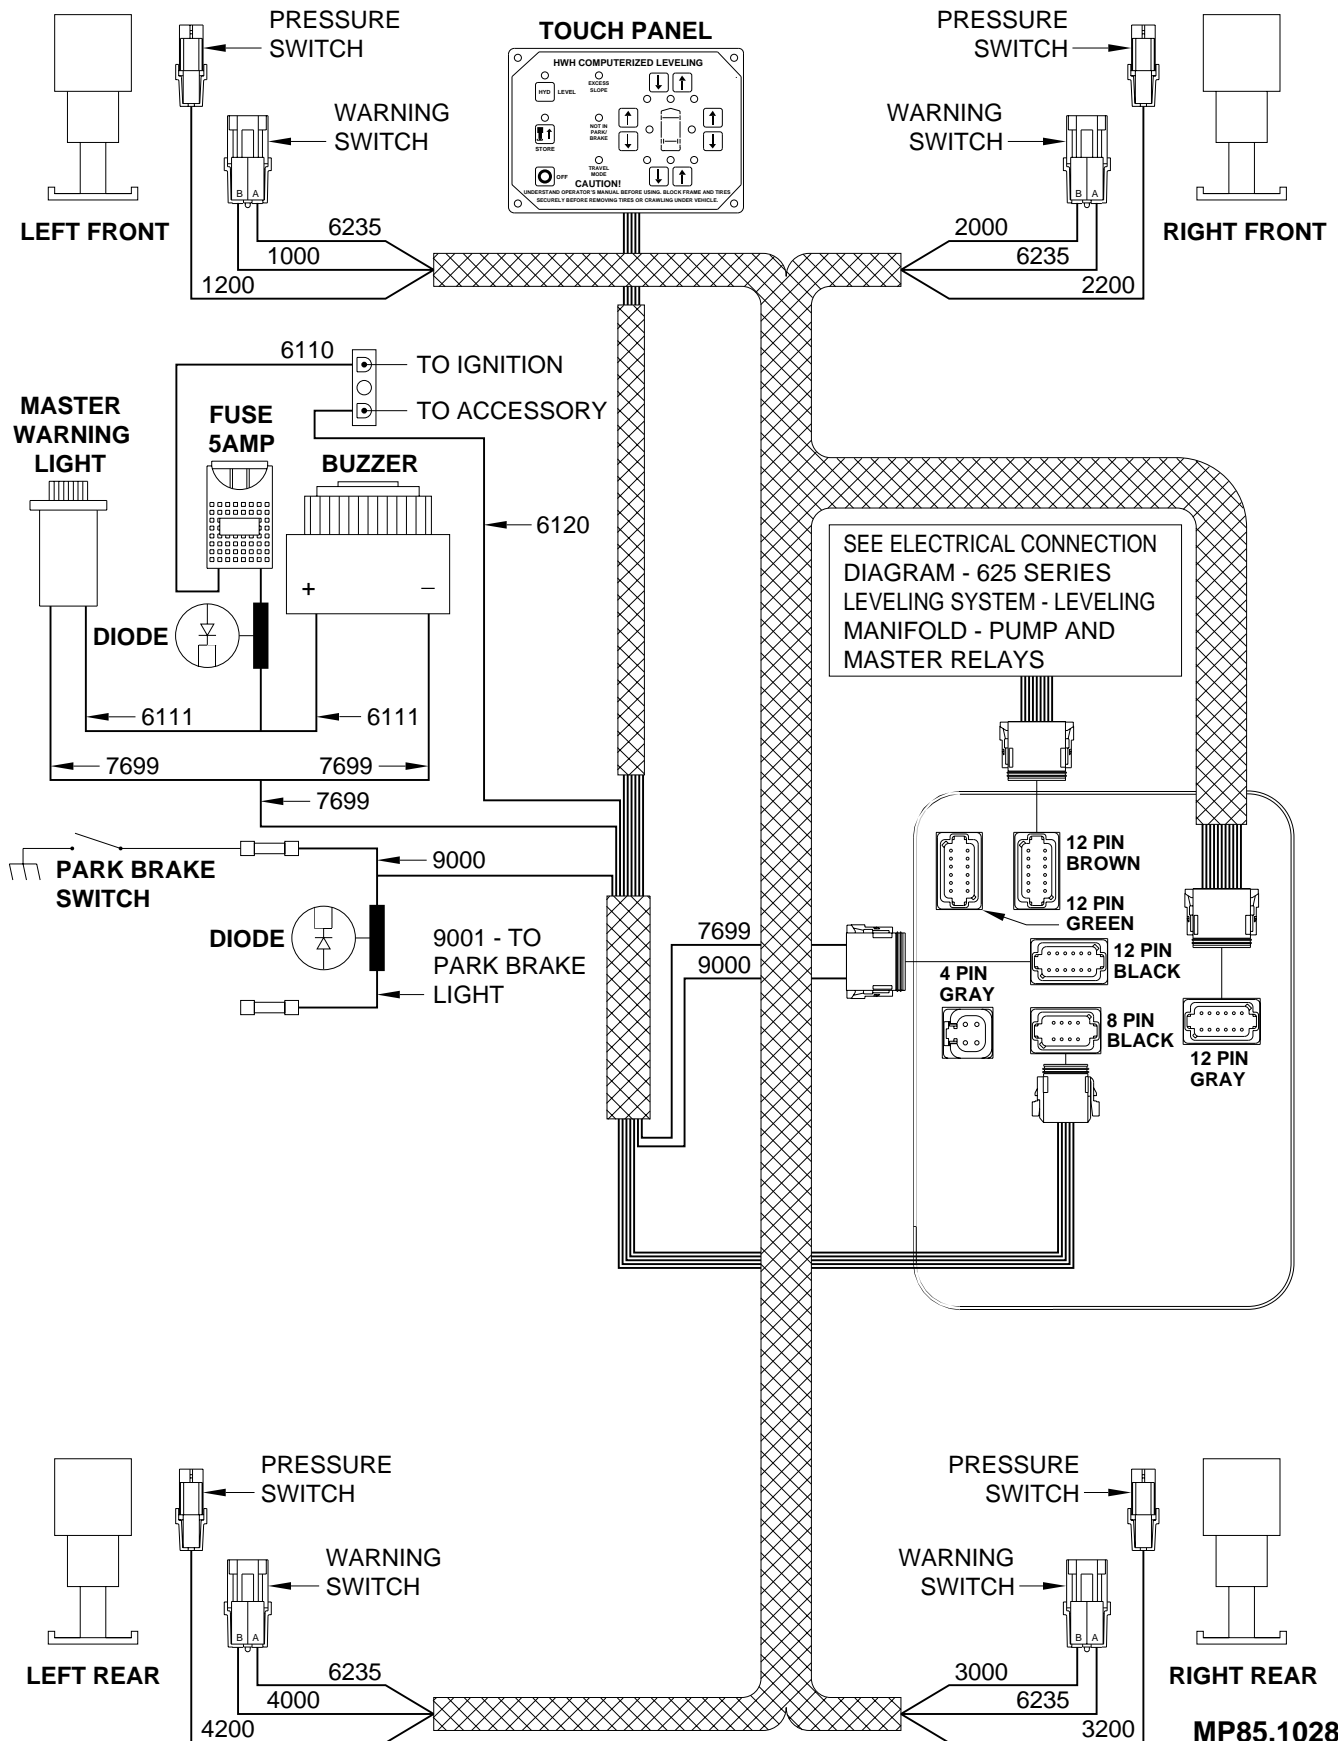 PRESSURE
SWITCH
WARNING
SWITCH
B A
LEFT FRONT
6235
1000
1200
TOUCH PANEL
HWH COMPUTERIZED LEVELING
HYD
LEVEL
EXCESS
SLOPE
STORE
NOT IN
PARK/
BRAKE
OFF
TRAVEL
MODE
CAUTION!
UNDERSTAND OPERATOR'S MANUAL BEFORE USING. BLOCK FRAME AND TIRES
SECURELY BEFORE REMOVING TIRES OR CRAWLING UNDER VEHICLE.
PRESSURE
SWITCH
WARNING
SWITCH
B A
RIGHT FRONT
2000
6235
2200
6110
TO IGNITION
TO ACCESSORY
MASTER
WARNING
LIGHT
FUSE
5AMP
BUZZER
+ –
6120
DIODE
6111
6111
7699
7699
7699
SEE ELECTRICAL CONNECTION
DIAGRAM - 625 SERIES
LEVELING SYSTEM - LEVELING
MANIFOLD - PUMP AND
MASTER RELAYS
PARK BRAKE
SWITCH
9000
DIODE
9001 - TO
PARK BRAKE
LIGHT
7699
9000
12 PIN
BROWN
12 PIN
GREEN
12 PIN
BLACK
4 PIN
GRAY
8 PIN
BLACK
12 PIN
GRAY
PRESSURE
SWITCH
WARNING
SWITCH
B A
LEFT REAR
6235
4000
4200
PRESSURE
SWITCH
WARNING
SWITCH
B A
RIGHT REAR
3000
6235
3200
MP85.1028